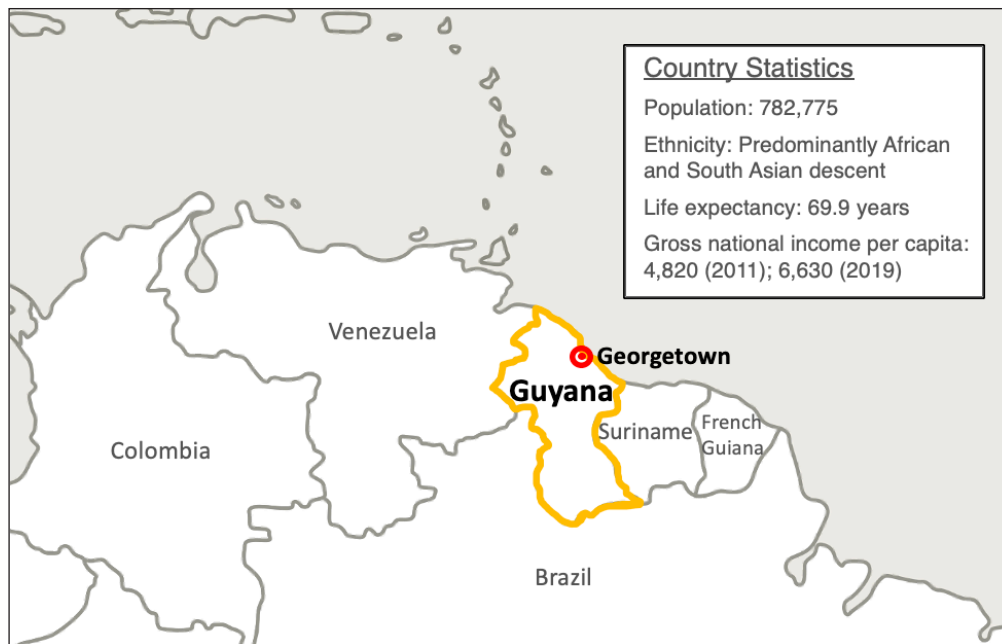 Country Statistics
Population: 782,775
Ethnicity: Predominantly African
and South Asian descent
Life expectancy: 69.9 years
Gross national income per capita:
4,820 (2011); 6,630 (2019)
Venezuela
Georgetown
Guyana
Colombia
Suriname
French
Guiana
Brazil